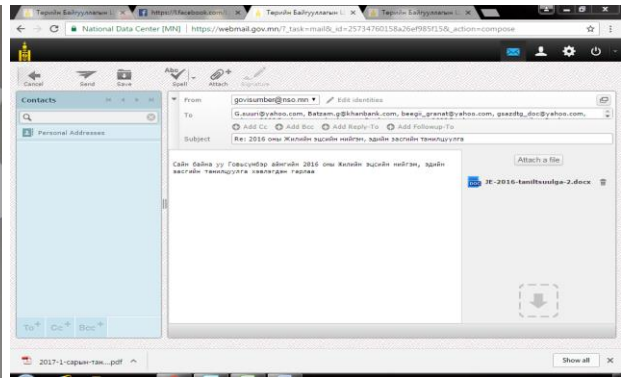 Төрийн Байгууллагын
https://l.facebook.com/l
Төрийн Байгууллагын
Төрийн Байгууллагын
National Data Center [MN]
https://webmail.gov.mn/?_task=mail&_id=25734760158a26ef985f15&_action=compose
Cancel
Send
Save
Spell
Attach
Signature
Contacts
Personal Addresses
From
govisumber@nso.mn
Edit identities
To
G.suuri@yahoo.com, Batzam.g@khanbank.com, beegii_grenat@yahoo.com, gsazdtg_doc@yahoo.com,
Add Cc
Add Bcc
Add Reply-To
Add Followup-To
Subject
Re: 2016 оны Жилийн эцсийн нийгэм, эдийн засгийн танилцуулга
Сайн байна уу Говьсүмбэр аймгийн 2016 оны Жилийн эцсийн нийгэм, эдийн
засгийн танилцуулга хэвлэгдэн гарлаа
Attach a file
JE-2016-taniltsuulga-2.docx
To+
Cc+
Bcc+
2017-1-сарын-так...pdf
Show all